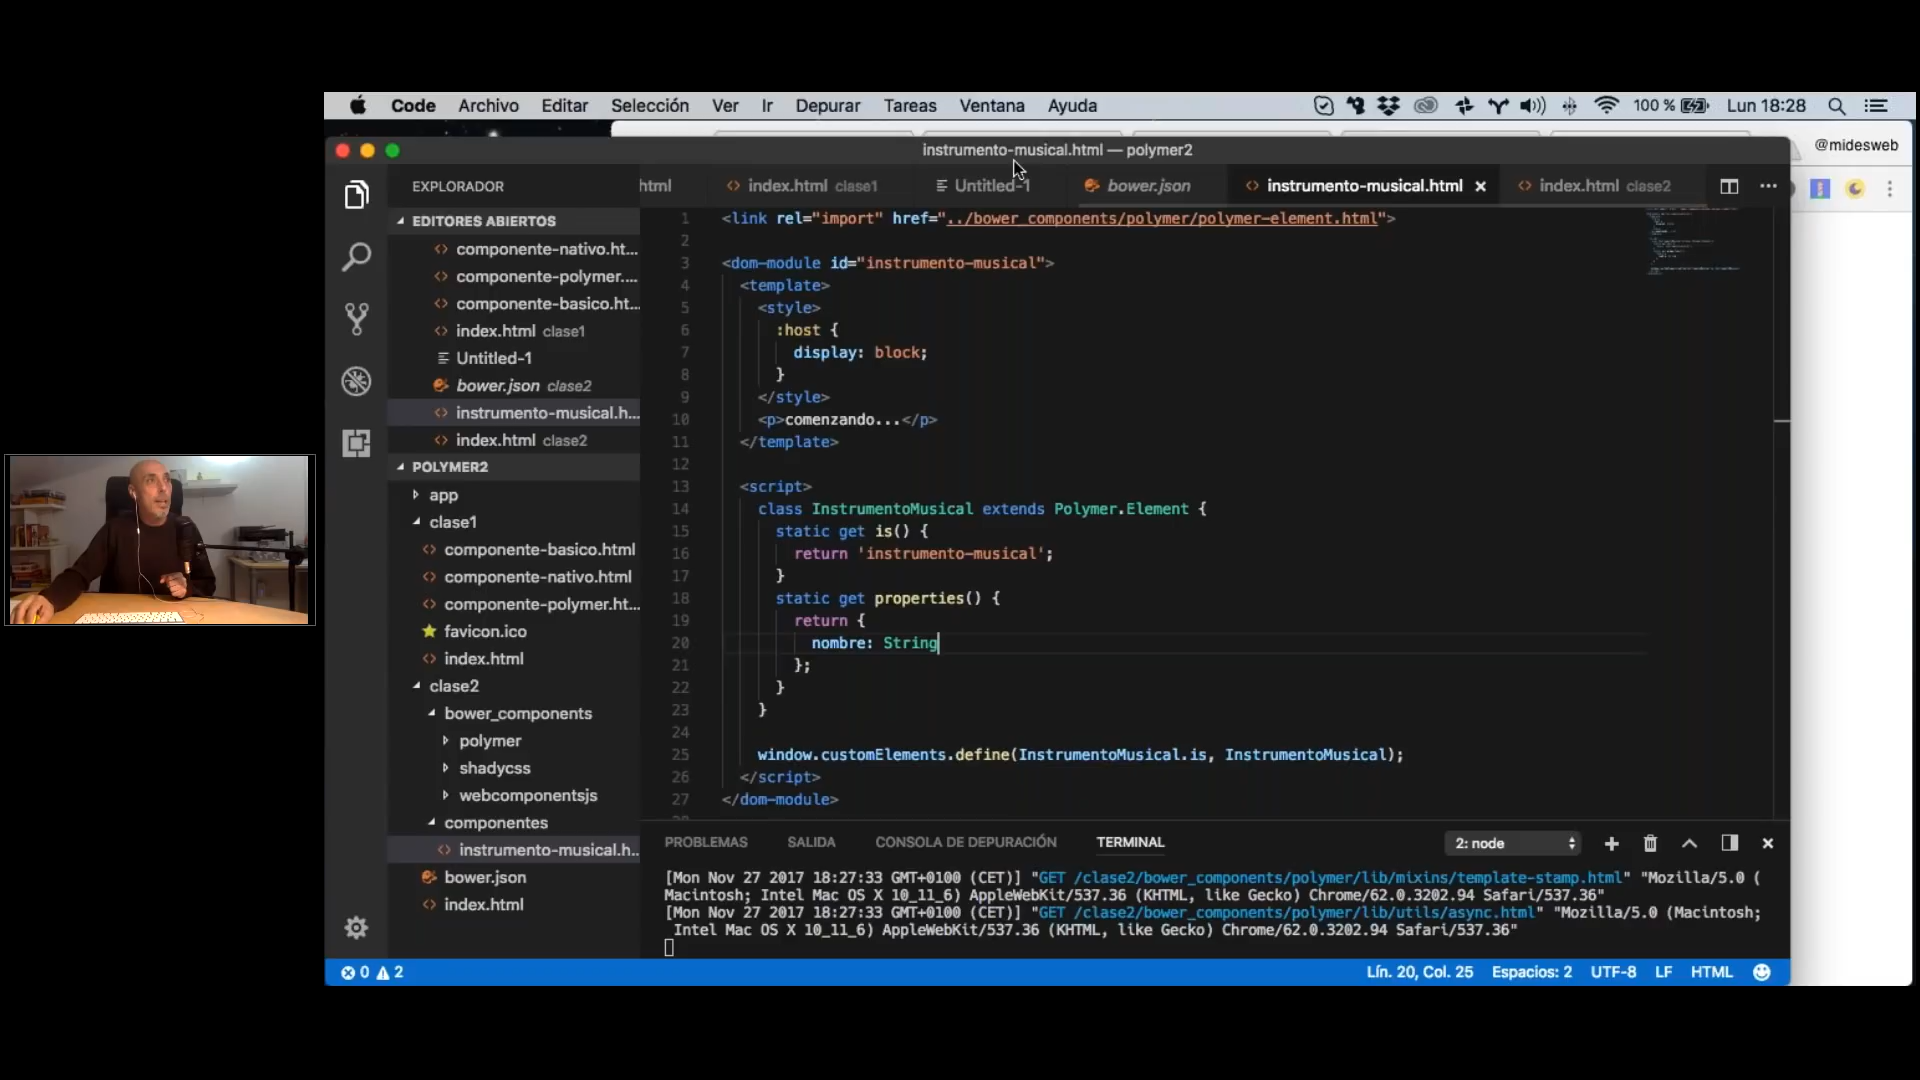 Code Archivo Editar Selección Ver Ir Depurar Tareas Ventana Ayuda 100 % Lun 18:28
instrumento-musical.html — polymer2
@midesweb
EXPLORADOR
html index.html clase1 Untitled-1 bower.json instrumento-musical.html index.html clase2
EDITORES ABIERTOS
componente-nativo.ht...
componente-polymer....
componente-basico.ht...
index.html clase1
Untitled-1
bower.json clase2
instrumento-musical.h...
index.html clase2
POLYMER2
app
clase1
componente-basico.html
componente-nativo.html
componente-polymer.ht...
favicon.ico
index.html
clase2
bower_components
polymer
shadycss
webcomponentsjs
componentes
instrumento-musical.h..
bower.json
index.html
1 <link rel="import" href="../bower_components/polymer/polymer-element.html">
2
3 <dom-module id="instrumento-musical">
4 <template>
5 <style>
6 :host {
7 display: block;
8 }
9 </style>
10 <p>comenzando...</p>
11 </template>
12
13 <script>
14 class InstrumentoMusical extends Polymer.Element {
15 static get is() {
16 return 'instrumento-musical';
17 }
18 static get properties() {
19 return {
20 nombre: String
21 };
22 }
23 }
24
25 window.customElements.define(InstrumentoMusical.is, InstrumentoMusical);
26 </script>
27 </dom-module>
PROBLEMAS SALIDA CONSOLA DE DEPURACIÓN TERMINAL 2: node
[Mon Nov 27 2017 18:27:33 GMT+0100 (CET)] "GET /clase2/bower_components/polymer/lib/mixins/template-stamp.html" "Mozilla/5.0 (
Macintosh; Intel Mac OS X 10_11_6) AppleWebKit/537.36 (KHTML, like Gecko) Chrome/62.0.3202.94 Safari/537.36"
[Mon Nov 27 2017 18:27:33 GMT+0100 (CET)] "GET /clase2/bower_components/polymer/lib/utils/async.html" "Mozilla/5.0 (Macintosh;
Intel Mac OS X 10_11_6) AppleWebKit/537.36 (KHTML, like Gecko) Chrome/62.0.3202.94 Safari/537.36"
0 2 Lín. 20, Col. 25 Espacios: 2 UTF-8 LF HTML